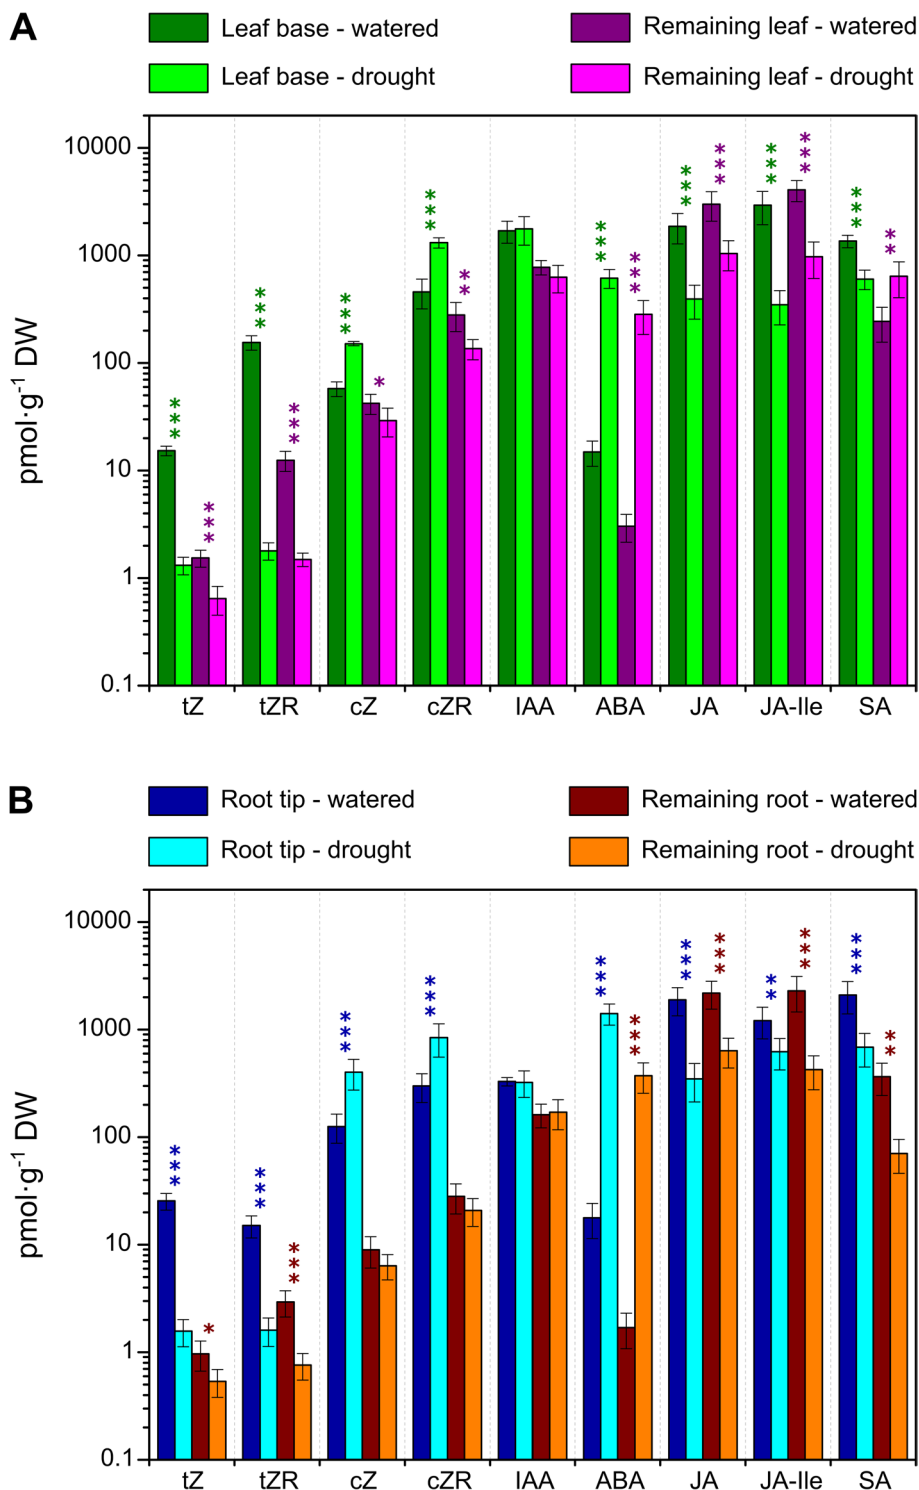 A
Leaf base - watered
Remaining leaf - watered
Leaf base - drought
Remaining leaf - drought
10000
***
***
***
***
***
***
***
***
***
***
***
***
**
*
***
***
***
**
1000
100
10
1
0.1
pmol·g⁻¹ DW
tZ
tZR
cZ
cZR
IAA
ABA
JA
JA-Ile
SA
B
Root tip - watered
Remaining root - watered
Root tip - drought
Remaining root - drought
10000
***
*
***
***
***
***
***
***
***
***
**
***
***
**
1000
100
10
1
0.1
pmol·g⁻¹ DW
tZ
tZR
cZ
cZR
IAA
ABA
JA
JA-Ile
SA